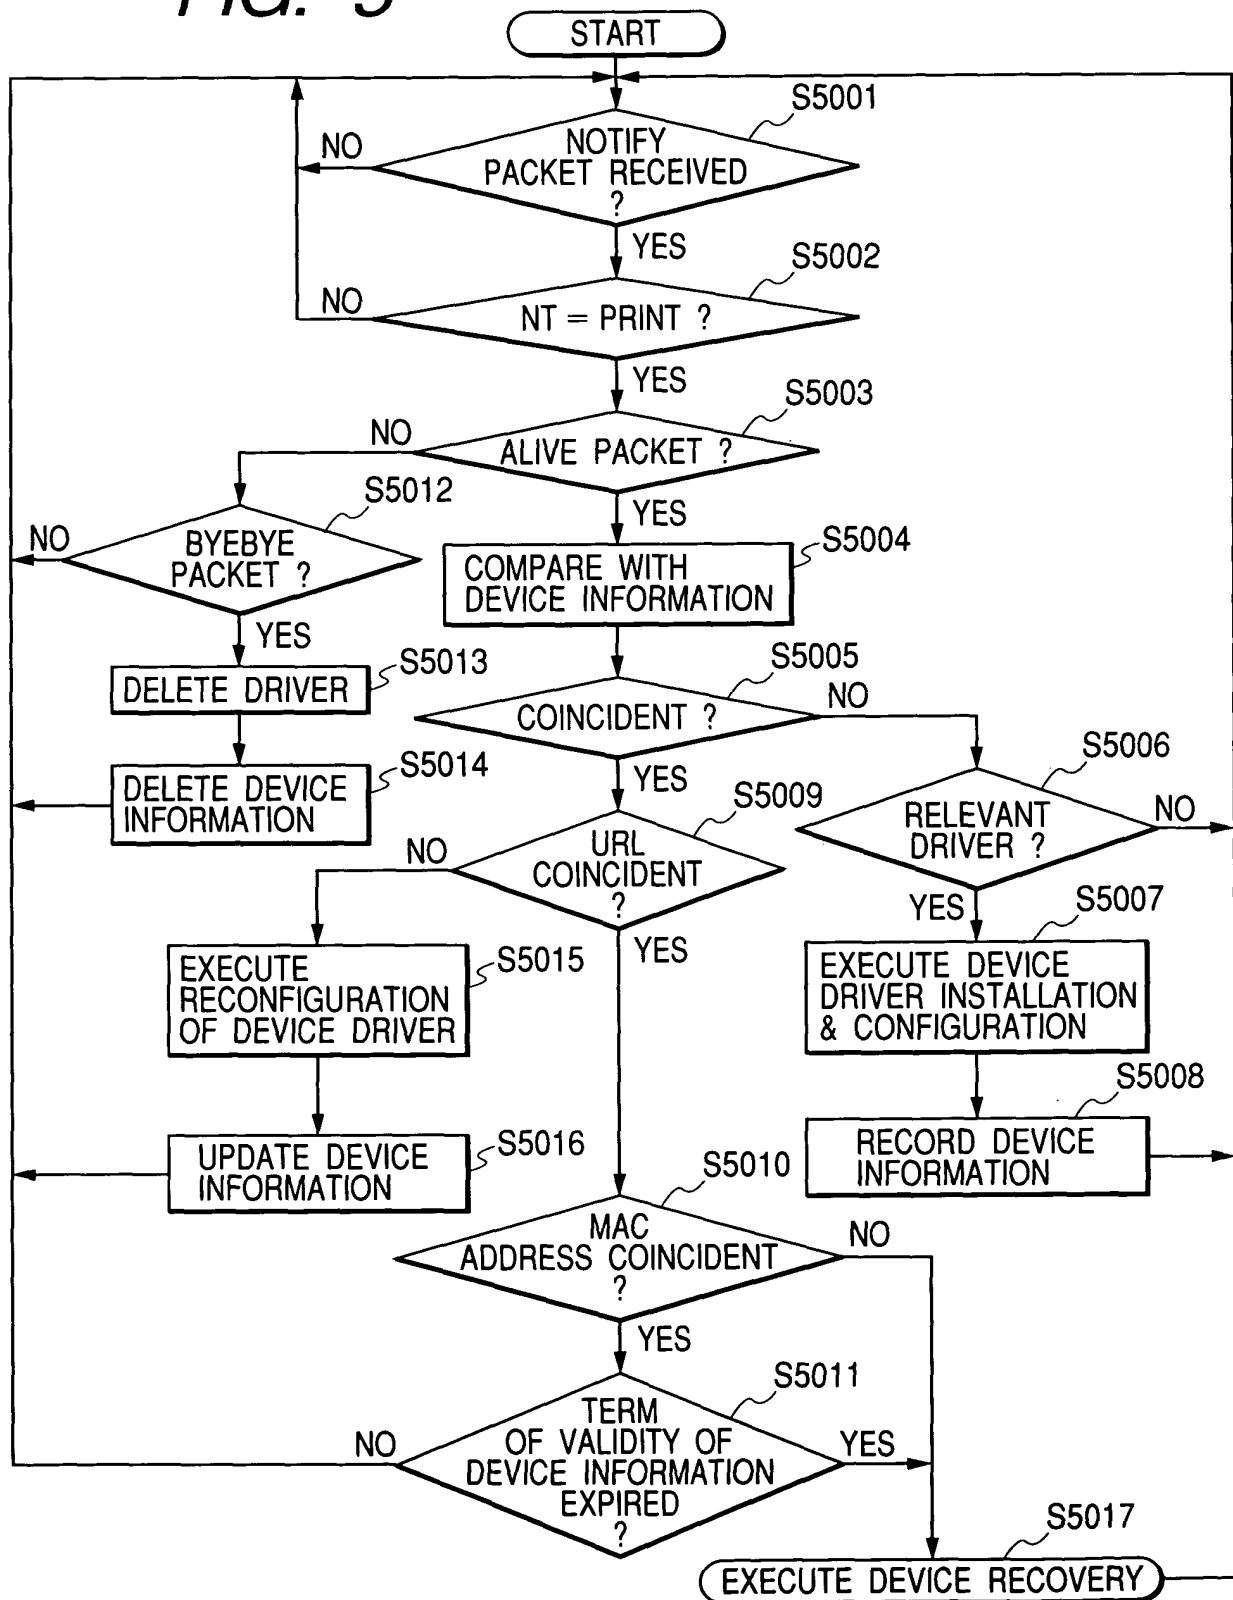 FIG. 9
START
S5001
NOTIFY
PACKET RECEIVED
?
NO
YES
S5002
NT = PRINT ?
NO
YES
S5003
ALIVE PACKET ?
NO
YES
S5012
BYEBYE
PACKET ?
NO
YES
S5004
COMPARE WITH
DEVICE INFORMATION
S5013
DELETE DRIVER
S5005
COINCIDENT ?
NO
YES
S5014
DELETE DEVICE
INFORMATION
S5006
RELEVANT
DRIVER ?
NO
YES
S5009
URL
COINCIDENT
?
NO
YES
S5007
EXECUTE DEVICE
DRIVER INSTALLATION
& CONFIGURATION
S5015
EXECUTE
RECONFIGURATION
OF DEVICE DRIVER
S5008
RECORD DEVICE
INFORMATION
S5016
UPDATE DEVICE
INFORMATION
S5010
MAC
ADDRESS COINCIDENT
?
NO
YES
S5011
TERM
OF VALIDITY OF
DEVICE INFORMATION
EXPIRED
?
NO
YES
S5017
EXECUTE DEVICE RECOVERY